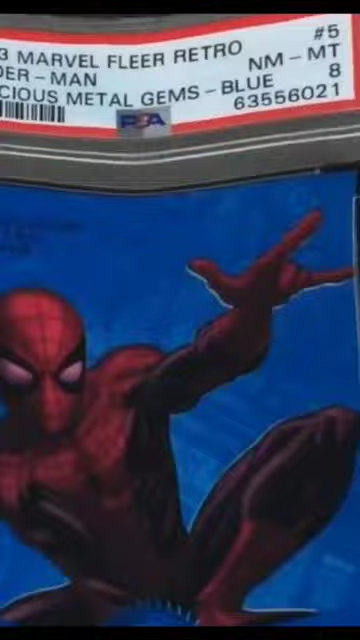 3 MARVEL FLEER RETRO #5
DER-MAN NM-MT
CIOUS METAL GEMS-BLUE 8
63556021
PSA